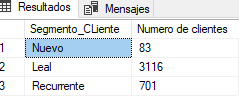 Resultados Mensajes
Segmento_CLiente Numero de clientes
1 Nuevo 83
2 Leal 3116
3 Recurrente 701